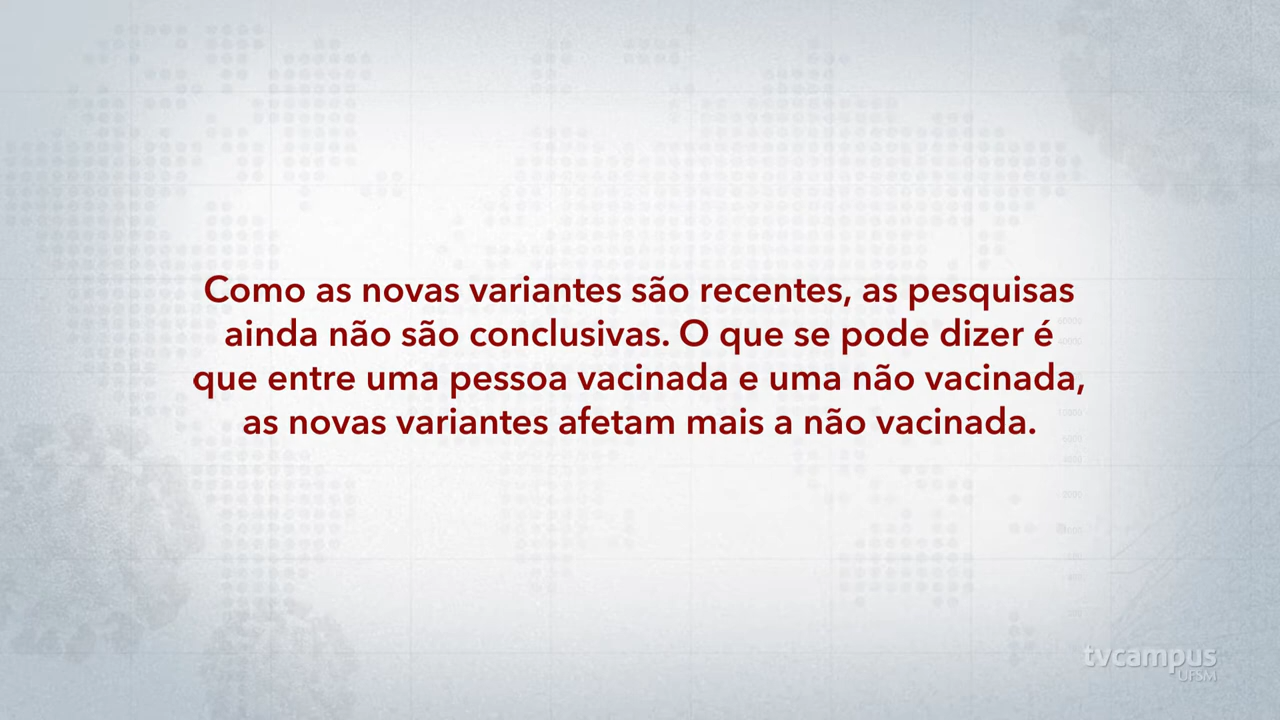 Como as novas variantes são recentes, as pesquisas
ainda não são conclusivas. O que se pode dizer é
que entre uma pessoa vacinada e uma não vacinada,
as novas variantes afetam mais a não vacinada.
tvcampus
UFSM